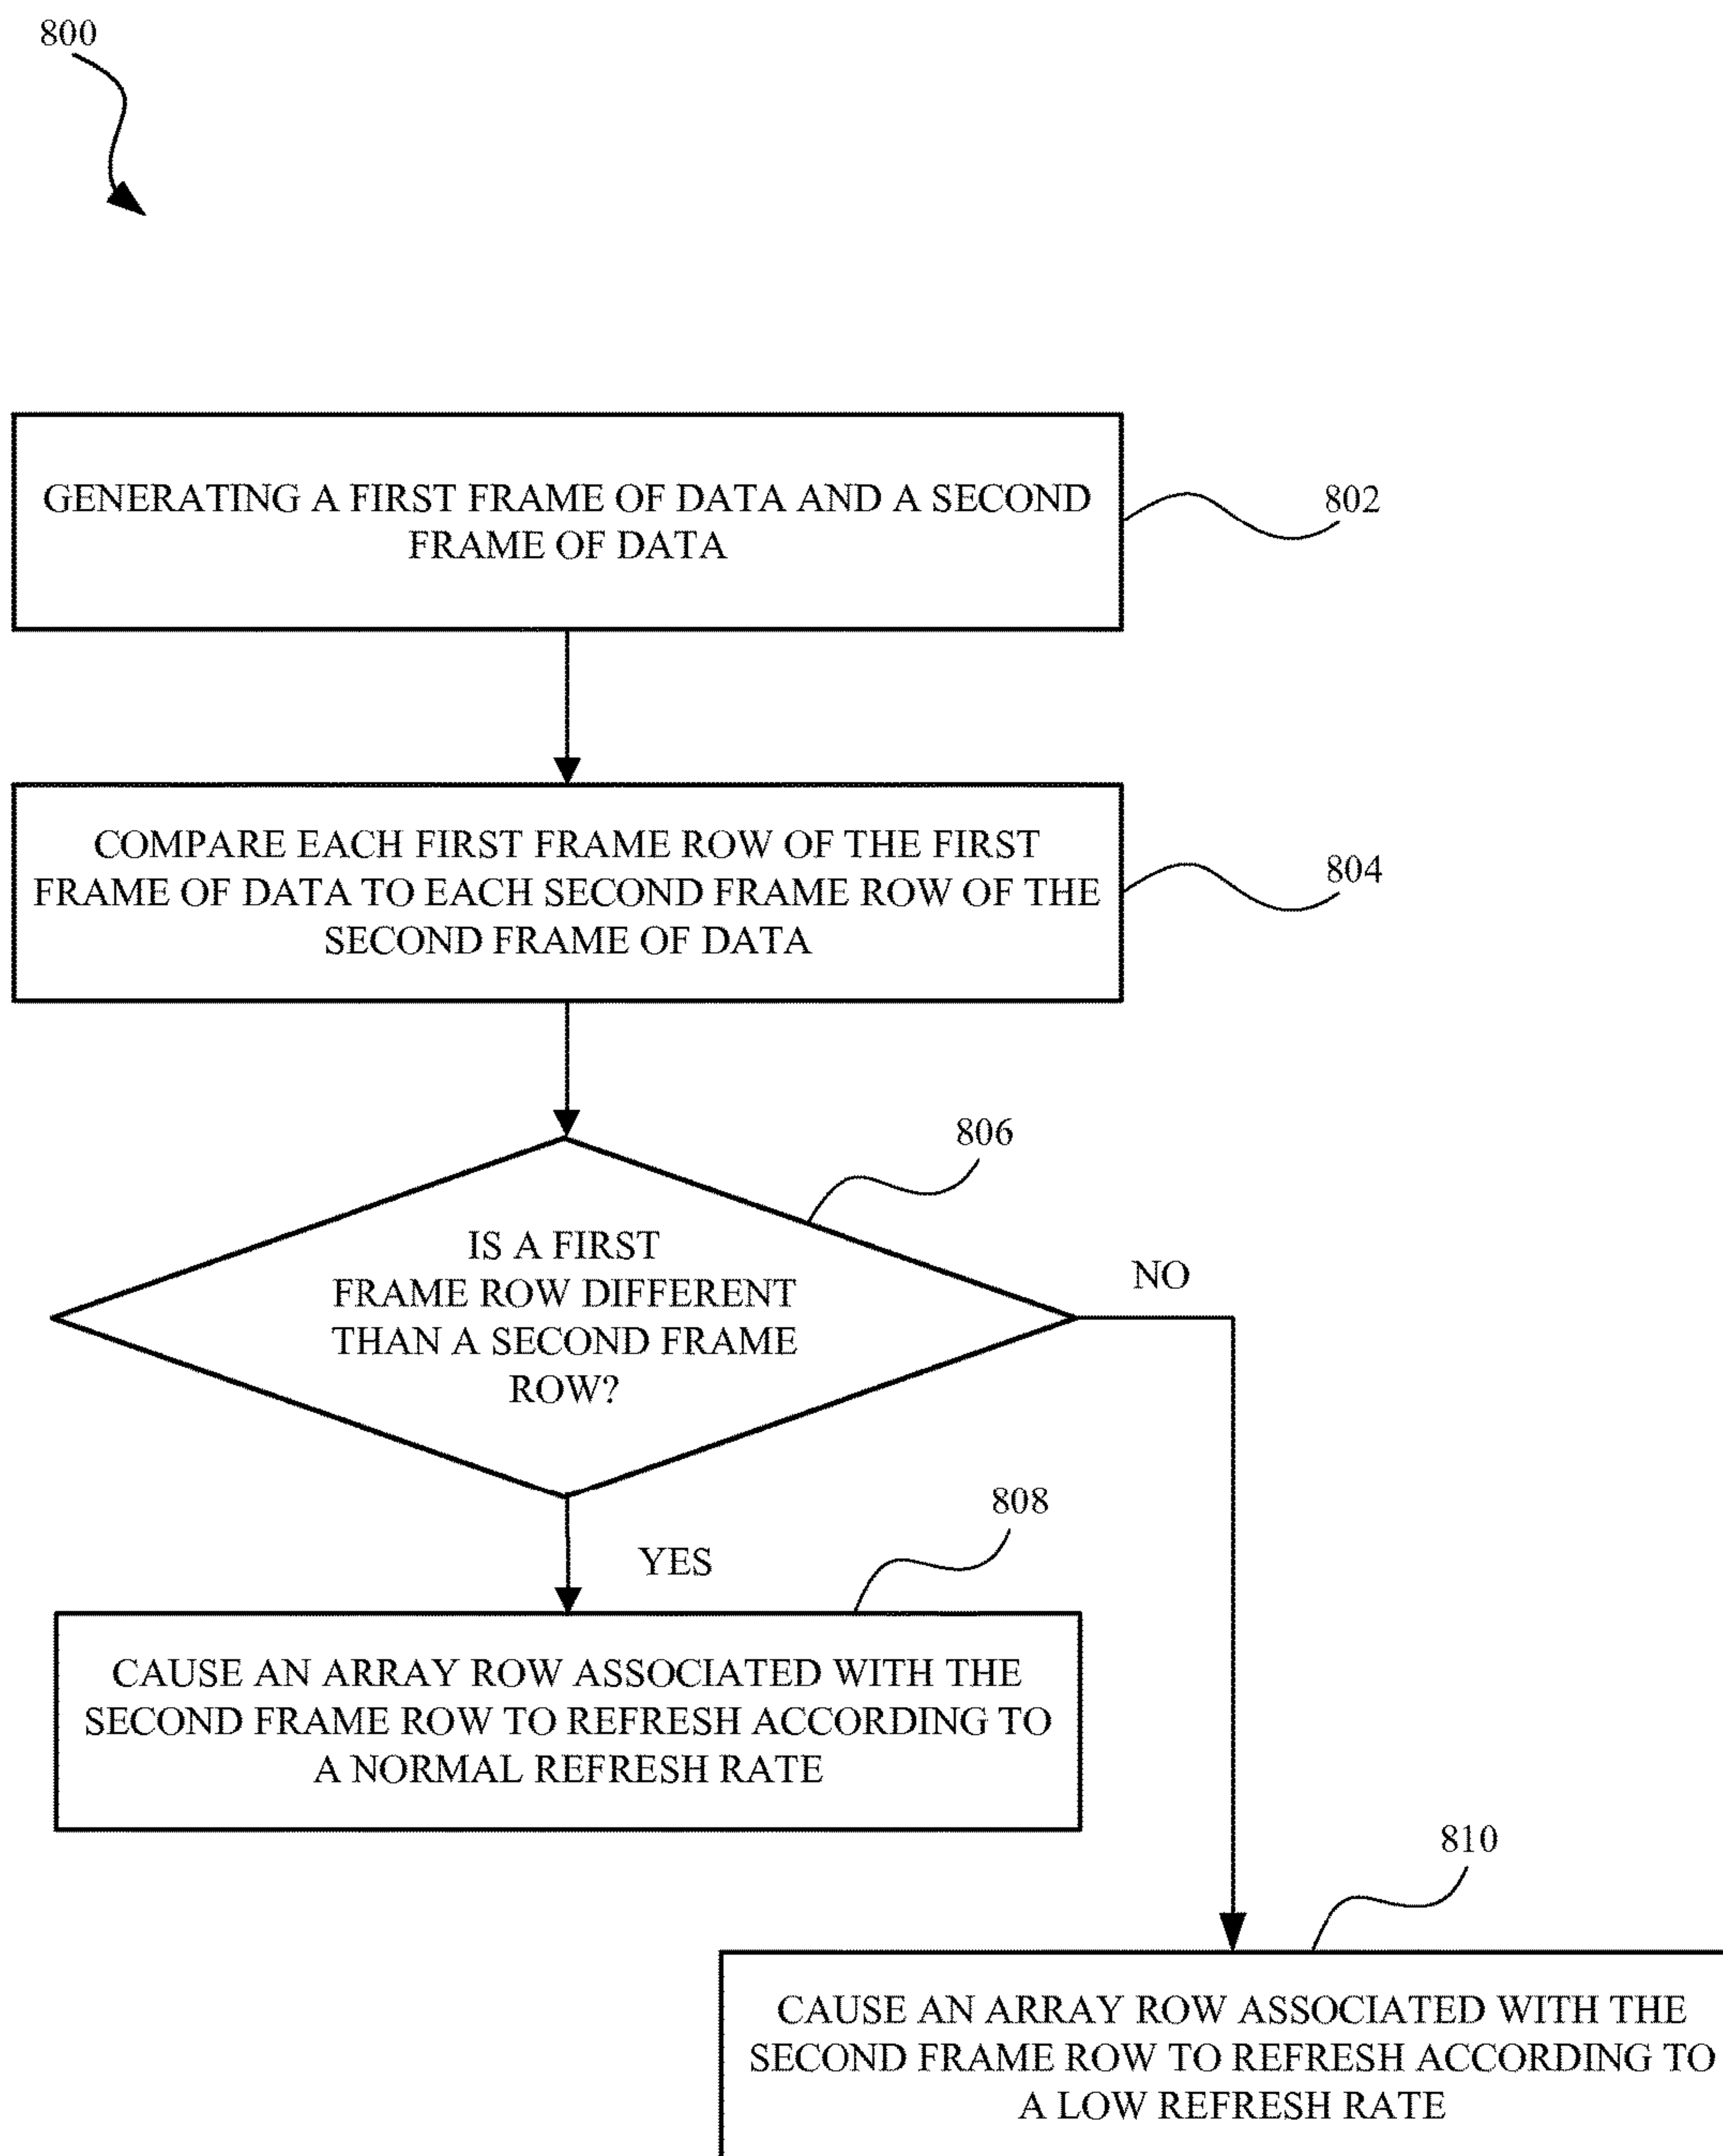 800
GENERATING A FIRST FRAME OF DATA AND A SECOND
FRAME OF DATA
802
COMPARE EACH FIRST FRAME ROW OF THE FIRST
FRAME OF DATA TO EACH SECOND FRAME ROW OF THE
SECOND FRAME OF DATA
804
806
IS A FIRST
FRAME ROW DIFFERENT
THAN A SECOND FRAME
ROW?
NO
YES
808
CAUSE AN ARRAY ROW ASSOCIATED WITH THE
SECOND FRAME ROW TO REFRESH ACCORDING TO
A NORMAL REFRESH RATE
810
CAUSE AN ARRAY ROW ASSOCIATED WITH THE
SECOND FRAME ROW TO REFRESH ACCORDING TO
A LOW REFRESH RATE